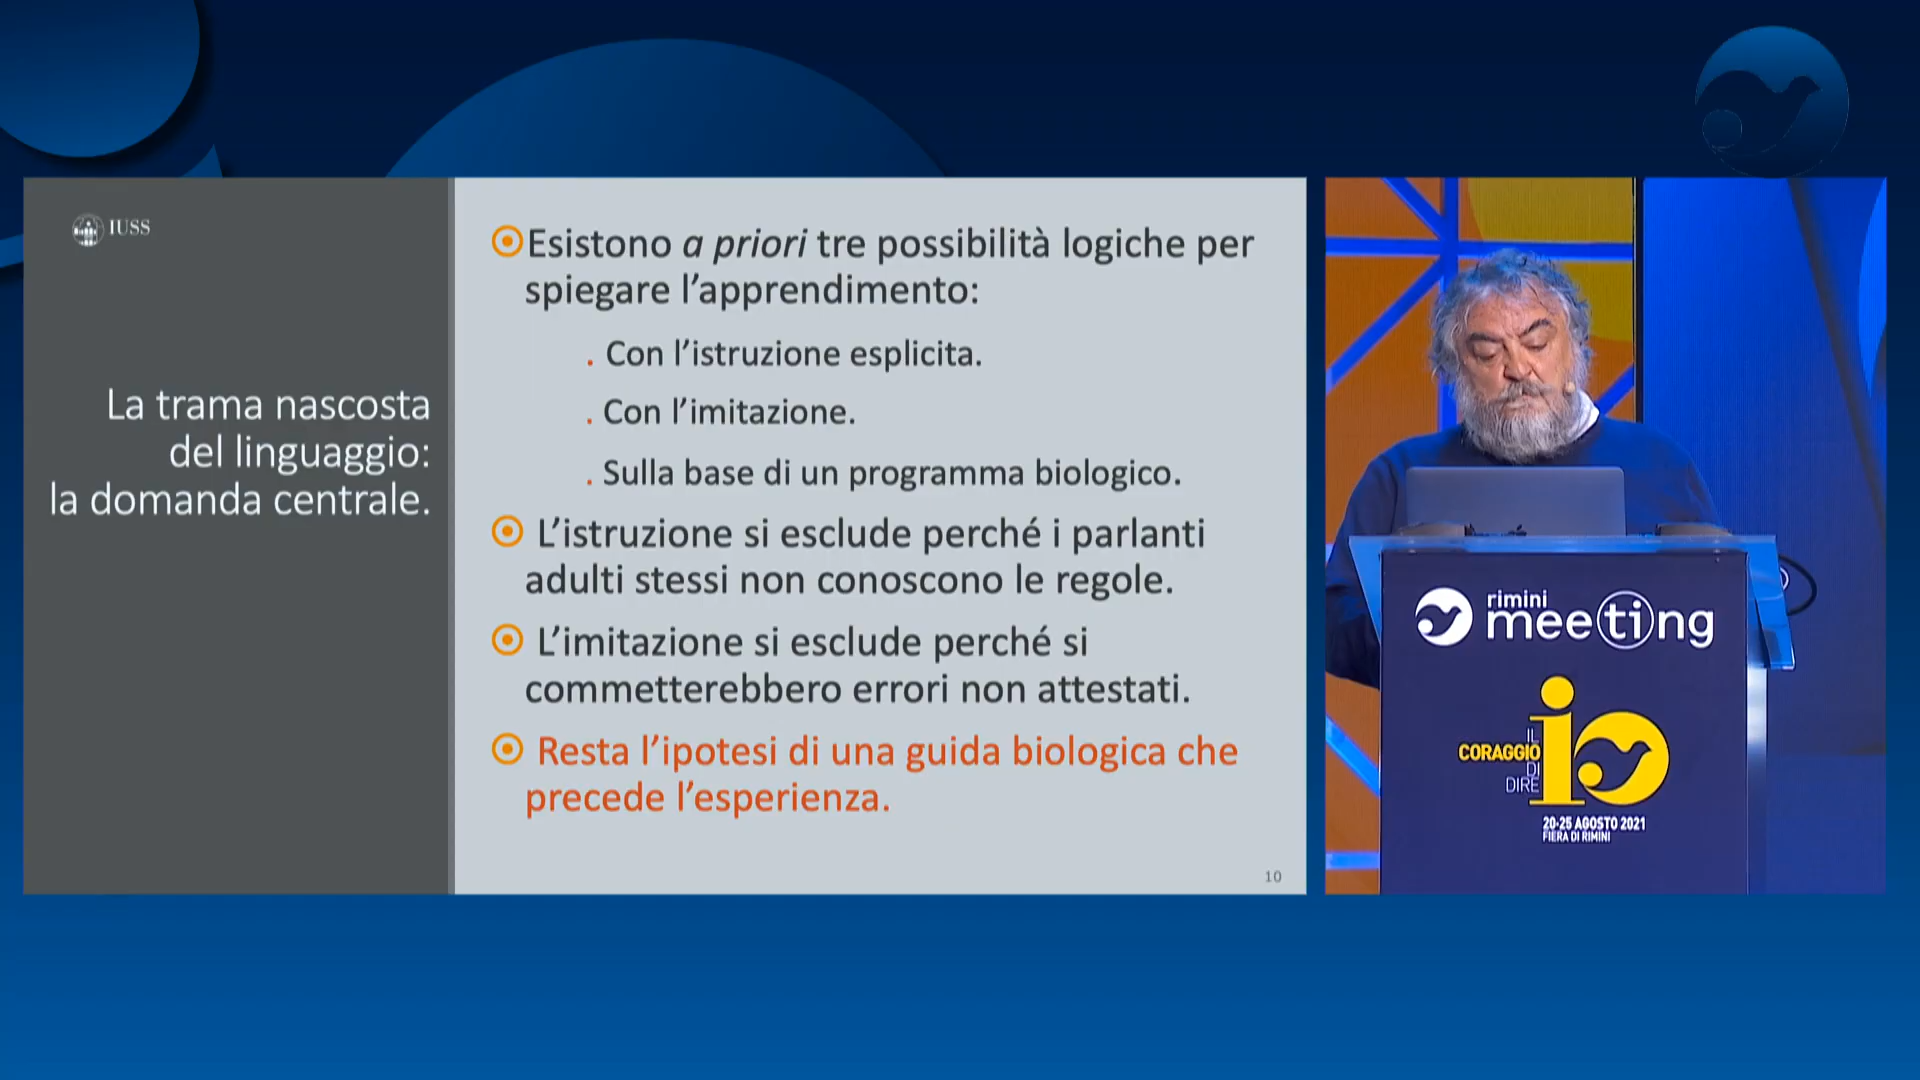 IUSS
La trama nascosta
del linguaggio:
la domanda centrale.
Esistono a priori tre possibilità logiche per
spiegare l’apprendimento:
. Con l’istruzione esplicita.
. Con l’imitazione.
. Sulla base di un programma biologico.
L’istruzione si esclude perché i parlanti
adulti stessi non conoscono le regole.
L’imitazione si esclude perché si
commetterebbero errori non attestati.
Resta l’ipotesi di una guida biologica che
precede l’esperienza.
10
rimini
meeting
IL
CORAGGIO
DI
DIRE
io
20-25 AGOSTO 2021
FIERA DI RIMINI